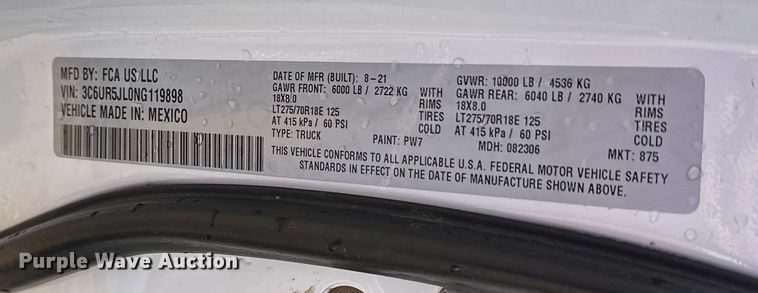 MFD BY: FCA US LLC
VIN: 3C6UR5JL0NG119898
VEHICLE MADE IN: MEXICO
DATE OF MFR (BUILT): 8-21
GAWR FRONT: 6000 LB / 2722 KG WITH
18X8.0 RIMS
LT275/70R18E 125 TIRES
AT 415 kPa / 60 PSI COLD
TYPE: TRUCK PAINT: PW7
GVWR: 10000 LB / 4536 KG
GAWR REAR: 6040 LB / 2740 KG WITH
18X8.0 RIMS
LT275/70R18E 125 TIRES
AT 415 kPa / 60 PSI COLD
MDH: 082306 MKT: 875
THIS VEHICLE CONFORMS TO ALL APPLICABLE U.S.A. FEDERAL MOTOR VEHICLE SAFETY
STANDARDS IN EFFECT ON THE DATE OF MANUFACTURE SHOWN ABOVE.
Purple Wave Auction